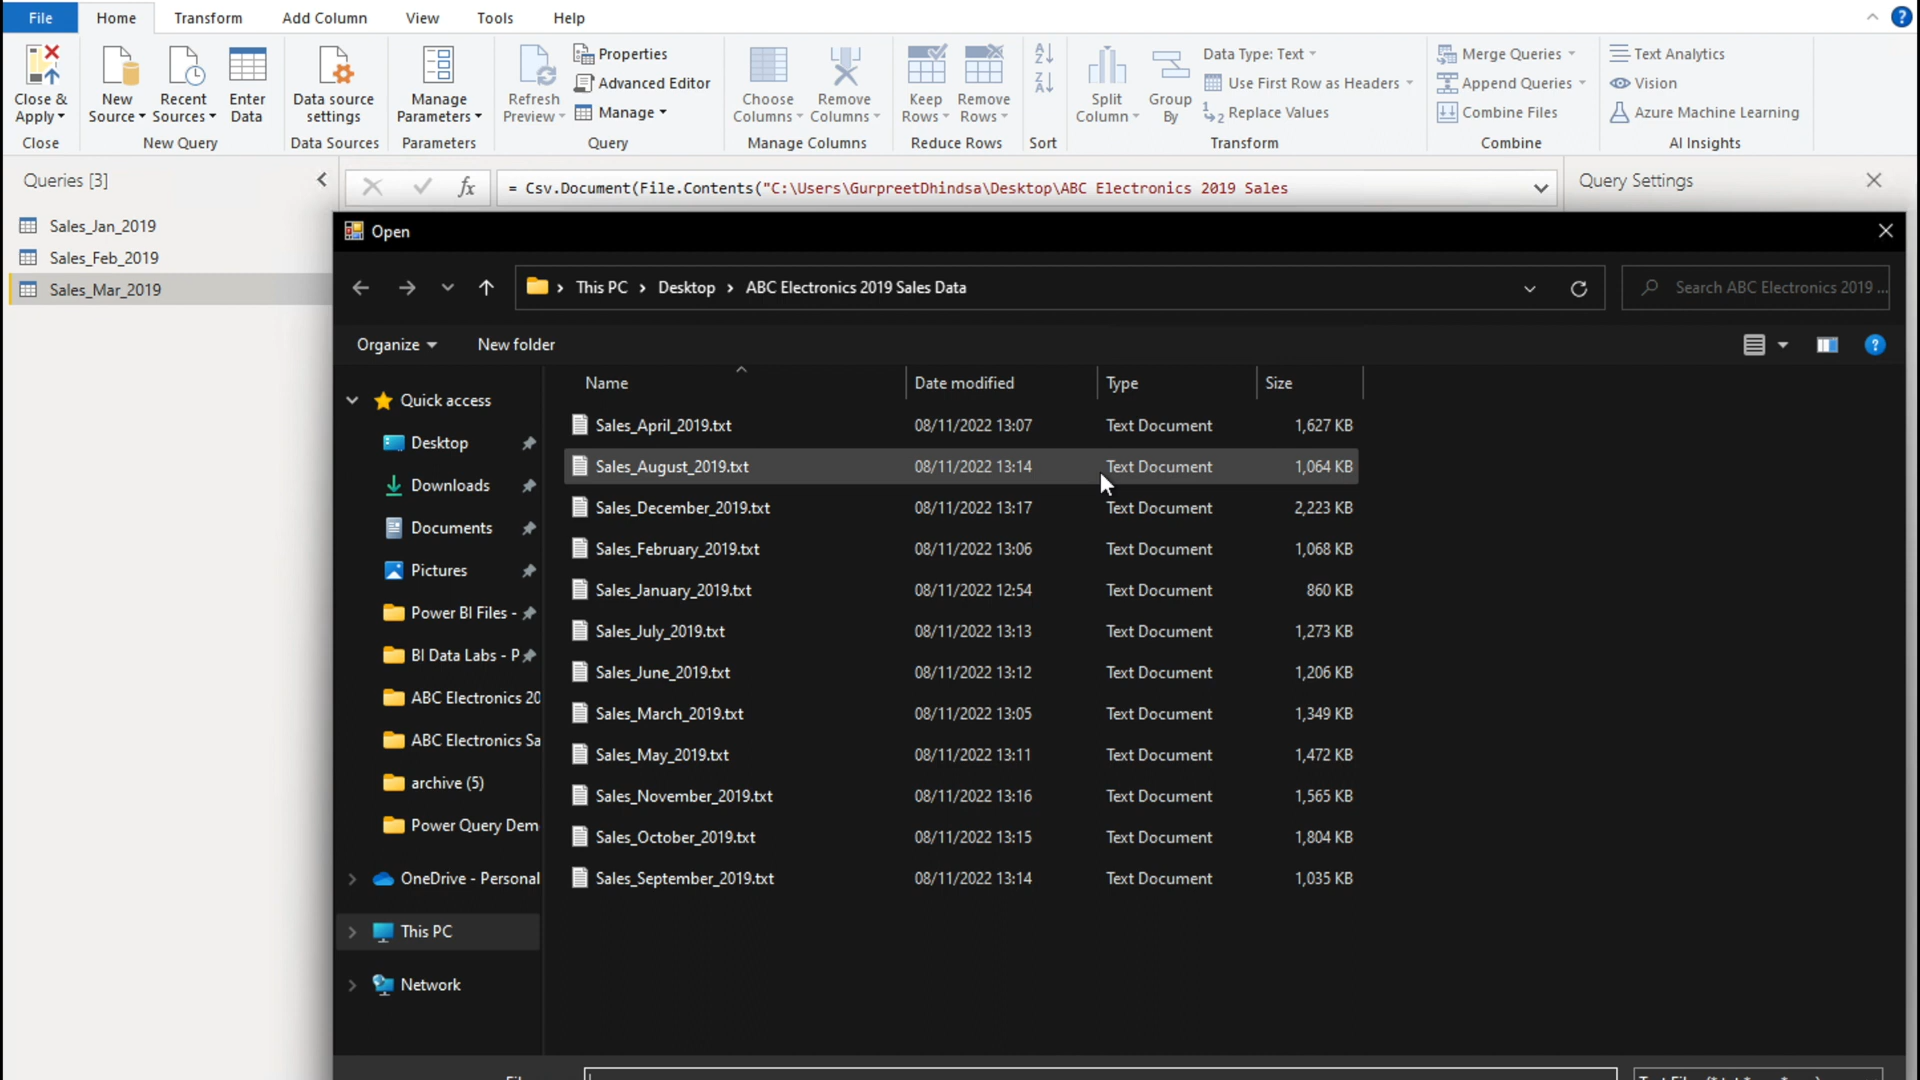 File Home Transform Add Column View Tools Help
Close & Apply
New Source
Recent Sources
Enter Data
Data source settings
Manage Parameters
Refresh Preview
Properties
Advanced Editor
Manage
Choose Columns
Remove Columns
Keep Rows
Remove Rows
Split Column
Group By
Data Type: Text
Use First Row as Headers
Replace Values
Merge Queries
Append Queries
Combine Files
Text Analytics
Vision
Azure Machine Learning
Close New Query Data Sources Parameters Query Manage Columns Reduce Rows Sort Transform Combine AI Insights
Queries [3]
= Csv.Document(File.Contents("C:\Users\GurpreetDhindsa\Desktop\ABC Electronics 2019 Sales
Query Settings
Sales_Jan_2019
Sales_Feb_2019
Sales_Mar_2019
Open
This PC › Desktop › ABC Electronics 2019 Sales Data
Search ABC Electronics 2019 ...
Organize New folder
Quick access
Desktop
Downloads
Documents
Pictures
Power BI Files -
BI Data Labs - P
ABC Electronics 20
ABC Electronics Sa
archive (5)
Power Query Dem
OneDrive - Personal
This PC
Network
Name Date modified Type Size
Sales_April_2019.txt 08/11/2022 13:07 Text Document 1,627 KB
Sales_August_2019.txt 08/11/2022 13:14 Text Document 1,064 KB
Sales_December_2019.txt 08/11/2022 13:17 Text Document 2,223 KB
Sales_February_2019.txt 08/11/2022 13:06 Text Document 1,068 KB
Sales_January_2019.txt 08/11/2022 12:54 Text Document 860 KB
Sales_July_2019.txt 08/11/2022 13:13 Text Document 1,273 KB
Sales_June_2019.txt 08/11/2022 13:12 Text Document 1,206 KB
Sales_March_2019.txt 08/11/2022 13:05 Text Document 1,349 KB
Sales_May_2019.txt 08/11/2022 13:11 Text Document 1,472 KB
Sales_November_2019.txt 08/11/2022 13:16 Text Document 1,565 KB
Sales_October_2019.txt 08/11/2022 13:15 Text Document 1,804 KB
Sales_September_2019.txt 08/11/2022 13:14 Text Document 1,035 KB